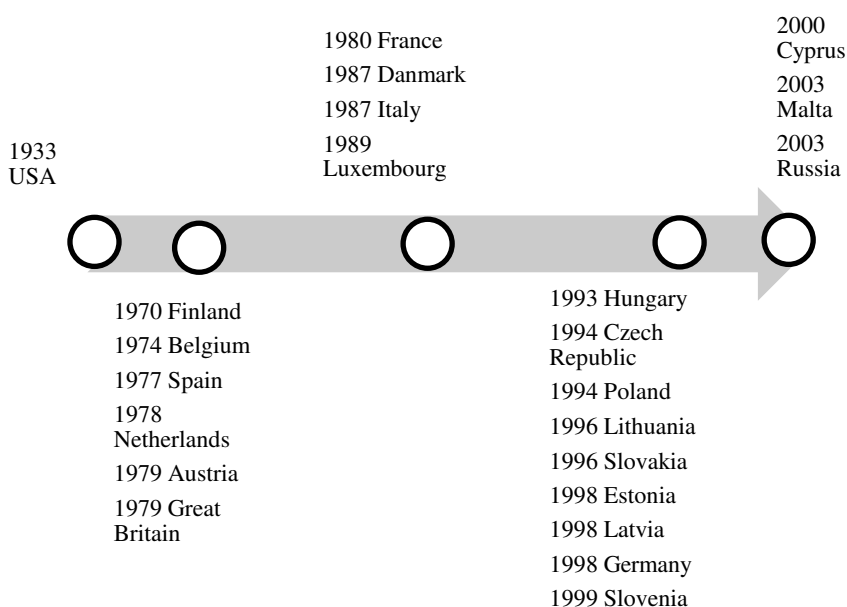 1933
USA
1970 Finland
1974 Belgium
1977 Spain
1978
Netherlands
1979 Austria
1979 Great
Britain
1980 France
1987 Danmark
1987 Italy
1989
Luxembourg
1993 Hungary
1994 Czech
Republic
1994 Poland
1996 Lithuania
1996 Slovakia
1998 Estonia
1998 Latvia
1998 Germany
1999 Slovenia
2000
Cyprus
2003
Malta
2003
Russia